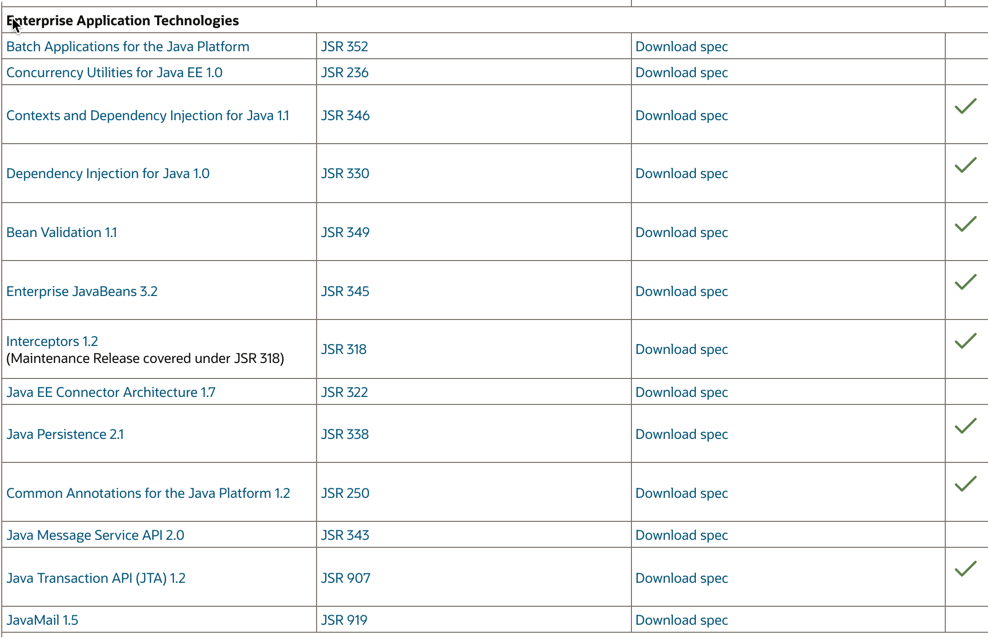 Enterprise Application Technologies
Batch Applications for the Java Platform JSR 352 Download spec
Concurrency Utilities for Java EE 1.0 JSR 236 Download spec
Contexts and Dependency Injection for Java 1.1 JSR 346 Download spec
Dependency Injection for Java 1.0 JSR 330 Download spec
Bean Validation 1.1 JSR 349 Download spec
Enterprise JavaBeans 3.2 JSR 345 Download spec
Interceptors 1.2
(Maintenance Release covered under JSR 318) JSR 318 Download spec
Java EE Connector Architecture 1.7 JSR 322 Download spec
Java Persistence 2.1 JSR 338 Download spec
Common Annotations for the Java Platform 1.2 JSR 250 Download spec
Java Message Service API 2.0 JSR 343 Download spec
Java Transaction API (JTA) 1.2 JSR 907 Download spec
JavaMail 1.5 JSR 919 Download spec